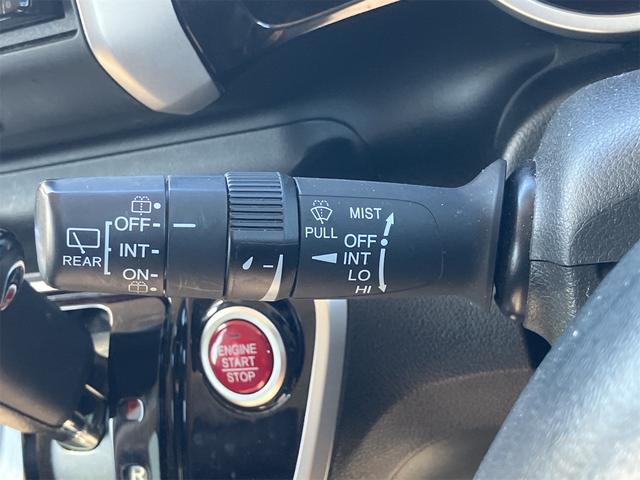 OFF
INT
ON
REAR
PULL
MIST
OFF
INT
LO
HI
ENGINE
START
STOP
R